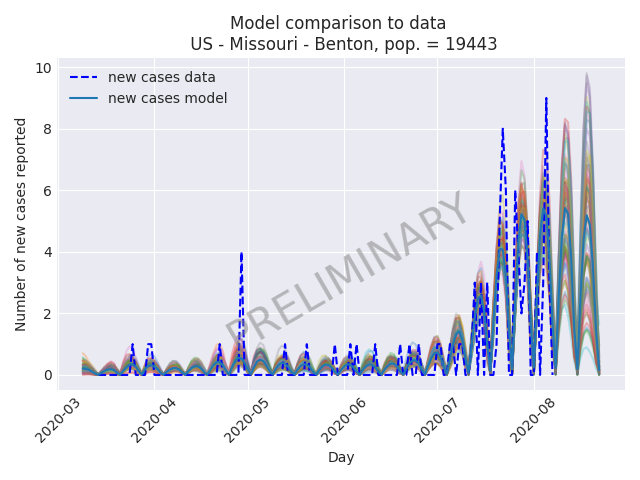 Model comparison to data
US - Missouri - Benton, pop. = 19443
new cases data
new cases model
PRELIMINARY
Number of new cases reported
10
8
6
4
2
0
2020-03
2020-04
2020-05
2020-06
2020-07
2020-08
Day